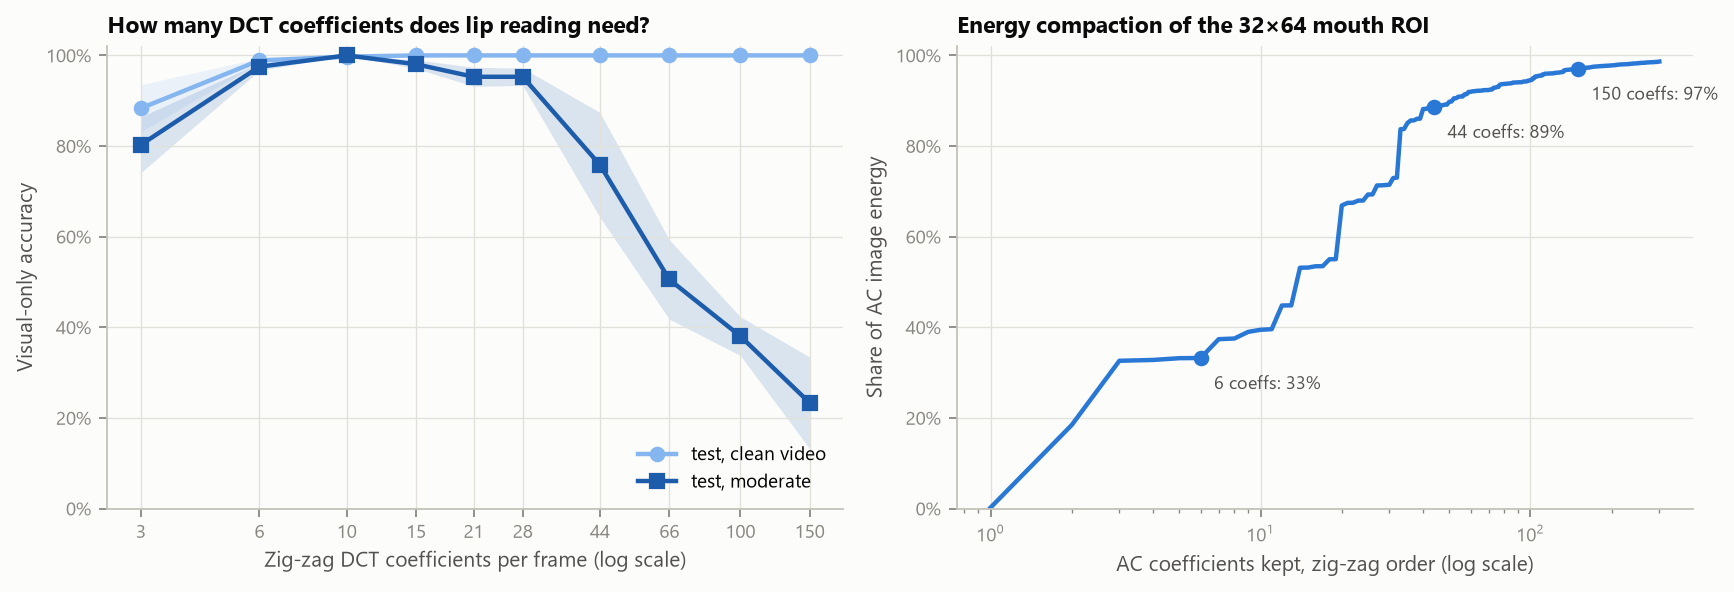 How many DCT coefficients does lip reading need?
100%
80%
60%
40%
20%
0%
Visual-only accuracy
test, clean video
test, moderate
3 6 10 15 21 28 44 66 100 150
Zig-zag DCT coefficients per frame (log scale)
Energy compaction of the 32×64 mouth ROI
100%
80%
60%
40%
20%
0%
Share of AC image energy
150 coeffs: 97%
44 coeffs: 89%
6 coeffs: 33%
10⁰ 10¹ 10²
AC coefficients kept, zig-zag order (log scale)